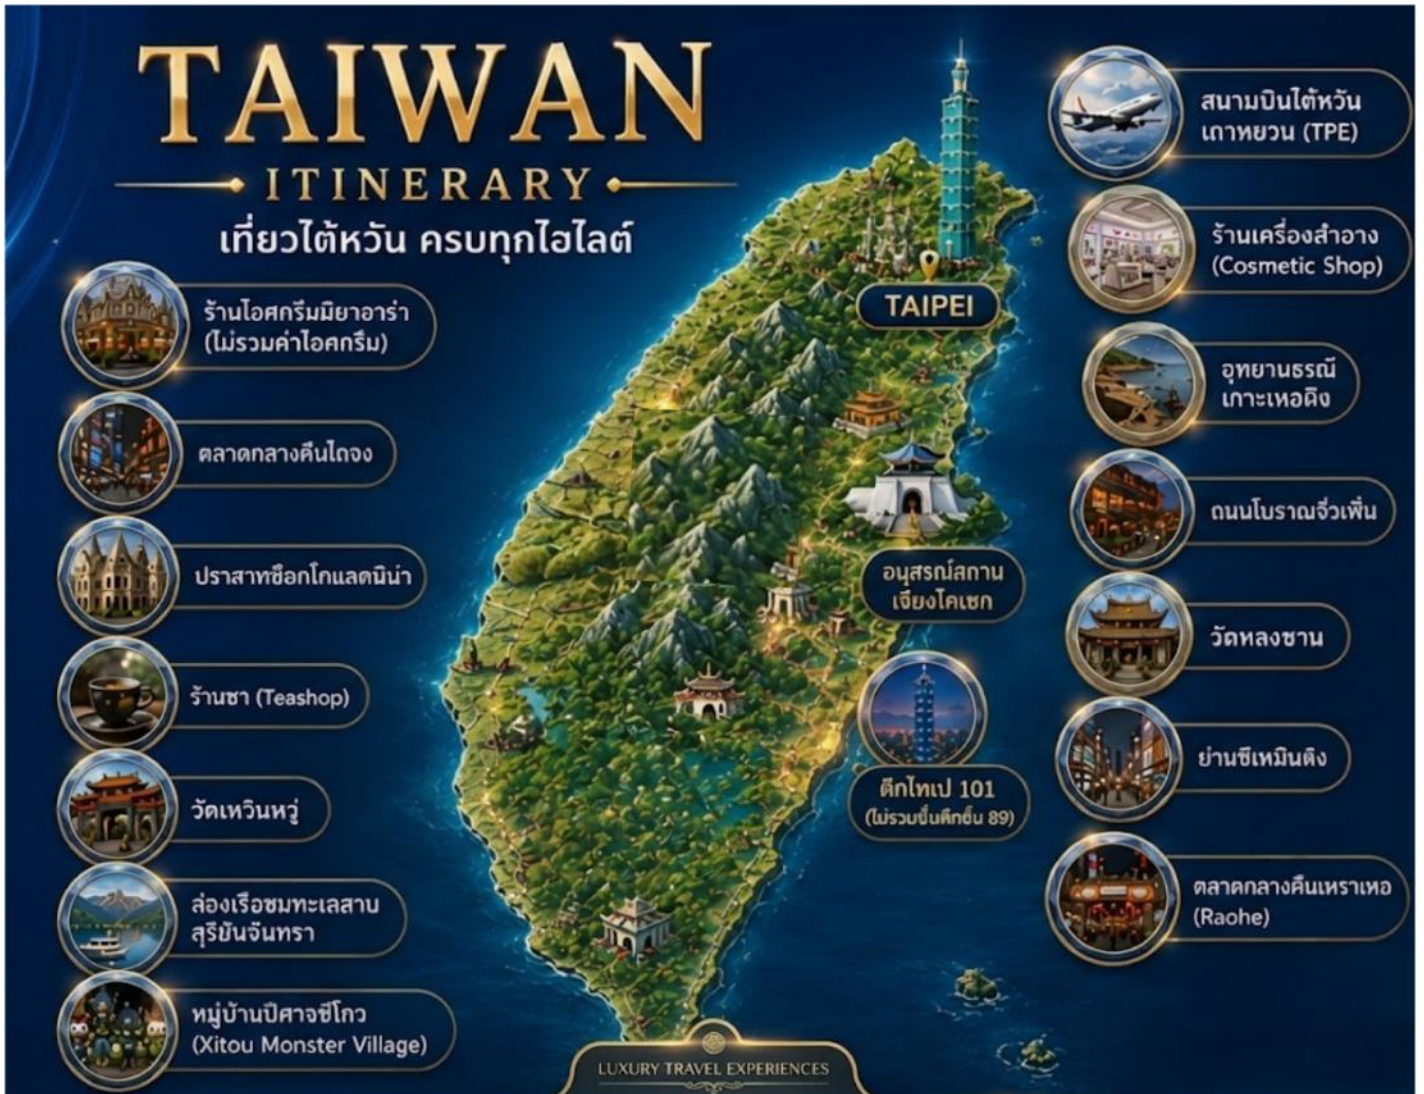 TAIWAN
ITINERARY
เที่ยวไต้หวัน ครบทุกไฮไลต์
ร้านไอศกรีมมิยาอาร่า
(ไม่รวมค่าไอศกรีม)
ตลาดกลางคืนไถจง
ปราสาทช็อกโกแลตนีน่า
ร้านชา (Teashop)
วัดเหวินหวู่
ล่องเรือชมทะเลสาบ
สุริยันจันทรา
หมู่บ้านปีศาจซีโถว
(Xitou Monster Village)
TAIPEI
อนุสรณ์สถาน
เจียงไคเชก
ตึกไทเป 101
(ไม่รวมขึ้นตึกชั้น 89)
สนามบินไต้หวัน
เถาหยวน (TPE)
ร้านเครื่องสำอาง
(Cosmetic Shop)
อุทยานธรณี
เกาะเหอผิง
ถนนโบราณจิ่วเฟิ่น
วัดหลงซาน
ย่านซีเหมินติง
ตลาดกลางคืนเหราเหอ
(Raohe)
LUXURY TRAVEL EXPERIENCES